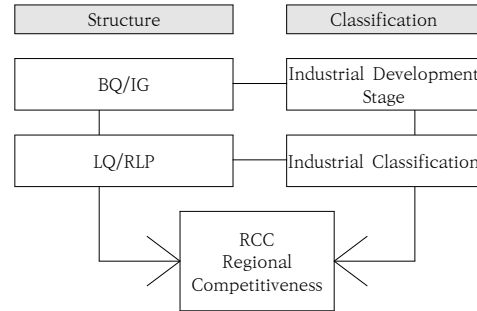 Structure
Classification
BQ/IG
Industrial Development
Stage
LQ/RLP
Industrial Classification
RCC
Regional
Competitiveness